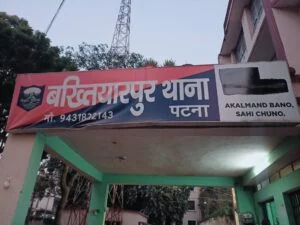 बख्तियारपुर थाना
पटना
मो. 9431822143
AKALMAND BANO,
SAHI CHUNO.